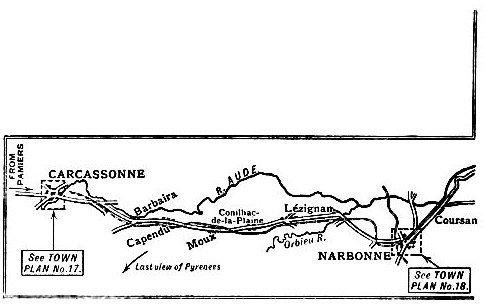 FROM
PAMIERS
CARCASSONNE
Barbaira
R. AUDE
Capendu
Moux
Conilhac-
de-la-Plaine
Lézignan
Orbieu R.
Coursan
NARBONNE
See TOWN
PLAN No.17.
Last view of Pyreners
See TOWN
PLAN No.18.